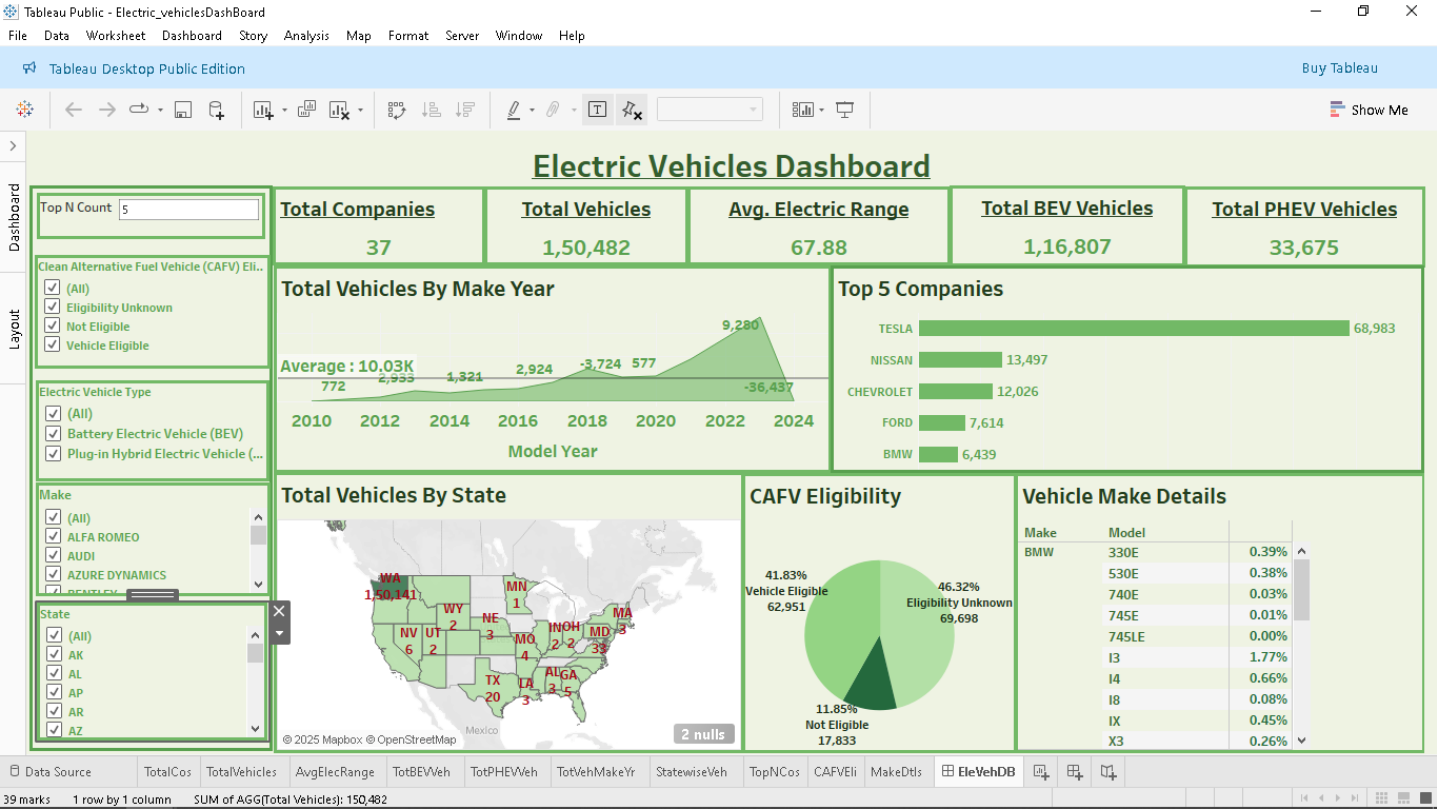 Tableau Public - Electric_vehiclesDashBoard
File Data Worksheet Dashboard Story Analysis Map Format Server Window Help
Tableau Desktop Public Edition
Buy Tableau
Show Me
Dashboard
Layout
Electric Vehicles Dashboard
Top N Count 5
Clean Alternative Fuel Vehicle (CAFV) Eli..
(All)
Eligibility Unknown
Not Eligible
Vehicle Eligible
Electric Vehicle Type
(All)
Battery Electric Vehicle (BEV)
Plug-in Hybrid Electric Vehicle (...
Make
(All)
ALFA ROMEO
AUDI
AZURE DYNAMICS
BENTLEY
State
(All)
AK
AL
AP
AR
AZ
Total Companies
37
Total Vehicles
1,50,482
Avg. Electric Range
67.88
Total BEV Vehicles
1,16,807
Total PHEV Vehicles
33,675
Total Vehicles By Make Year
Average : 10.03K
772
2,933
1,321
2,924
-3,724
577
9,280
-36,437
2010 2012 2014 2016 2018 2020 2022 2024
Model Year
Top 5 Companies
TESLA 68,983
NISSAN 13,497
CHEVROLET 12,026
FORD 7,614
BMW 6,439
Total Vehicles By State
WA
1,50,141
MN
1
WY
2
NE
3
NV
6
UT
2
MO
4
IN
2
OH
2
MD
33
MA
3
TX
20
LA
3
AL
3
GA
5
Mexico
© 2025 Mapbox © OpenStreetMap
2 nulls
CAFV Eligibility
41.83%
Vehicle Eligible
62,951
46.32%
Eligibility Unknown
69,698
11.85%
Not Eligible
17,833
Vehicle Make Details
Make Model
BMW 330E 0.39%
530E 0.38%
740E 0.03%
745E 0.01%
745LE 0.00%
I3 1.77%
I4 0.66%
I8 0.08%
IX 0.45%
X3 0.26%
Data Source TotalCos TotalVehicles AvgElecRange TotBEVVeh TotPHEVVeh TotVehMakeYr StatewiseVeh TopNCos CAFVEli MakeDtls EleVehDB
39 marks 1 row by 1 column SUM of AGG(Total Vehicles): 150,482